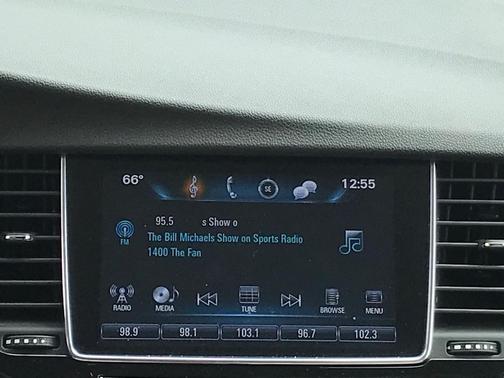 66° SE 12:55
95.5 s Show o
FM
The Bill Michaels Show on Sports Radio
1400 The Fan
RADIO MEDIA TUNE BROWSE MENU
98.9 98.1 103.1 96.7 102.3